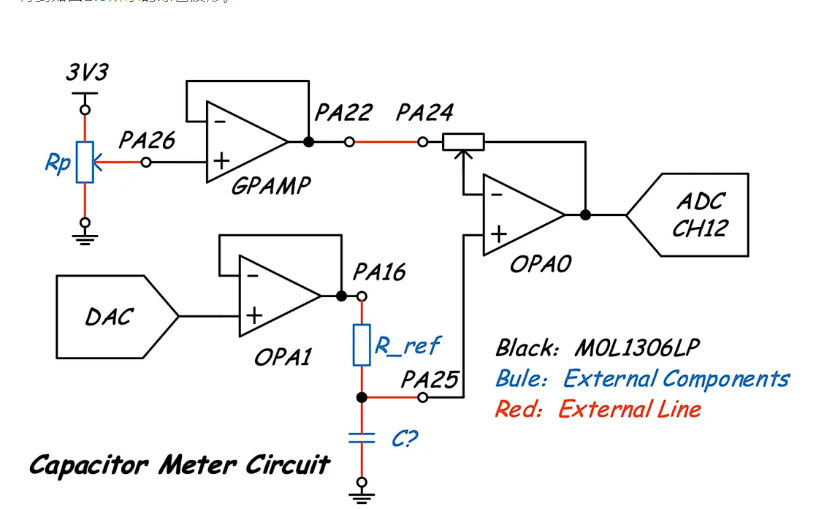 3V3
PA22
PA24
PA26
Rp
−
+
GPAMP
−
+
OPA0
ADC
CH12
DAC
−
+
OPA1
PA16
R_ref
PA25
C?
Black: MOL1306LP
Bule: External Components
Red: External Line
Capacitor Meter Circuit